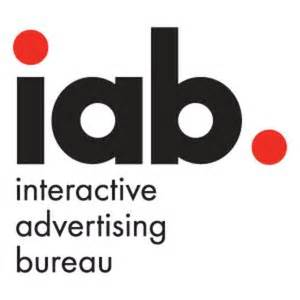 iab.
interactive
advertising
bureau